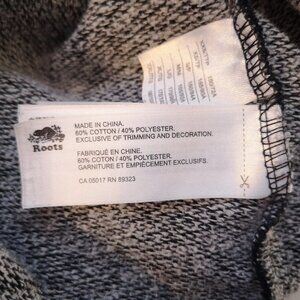 Roots
MADE IN CHINA.
60% COTTON / 40% POLYESTER.
EXCLUSIVE OF TRIMMING AND DECORATION.
FABRIQUÉ EN CHINE.
60% COTON / 40% POLYESTER.
GARNITURE ET EMPIÈCEMENT EXCLUSIFS.
CA 05017 RN 89323